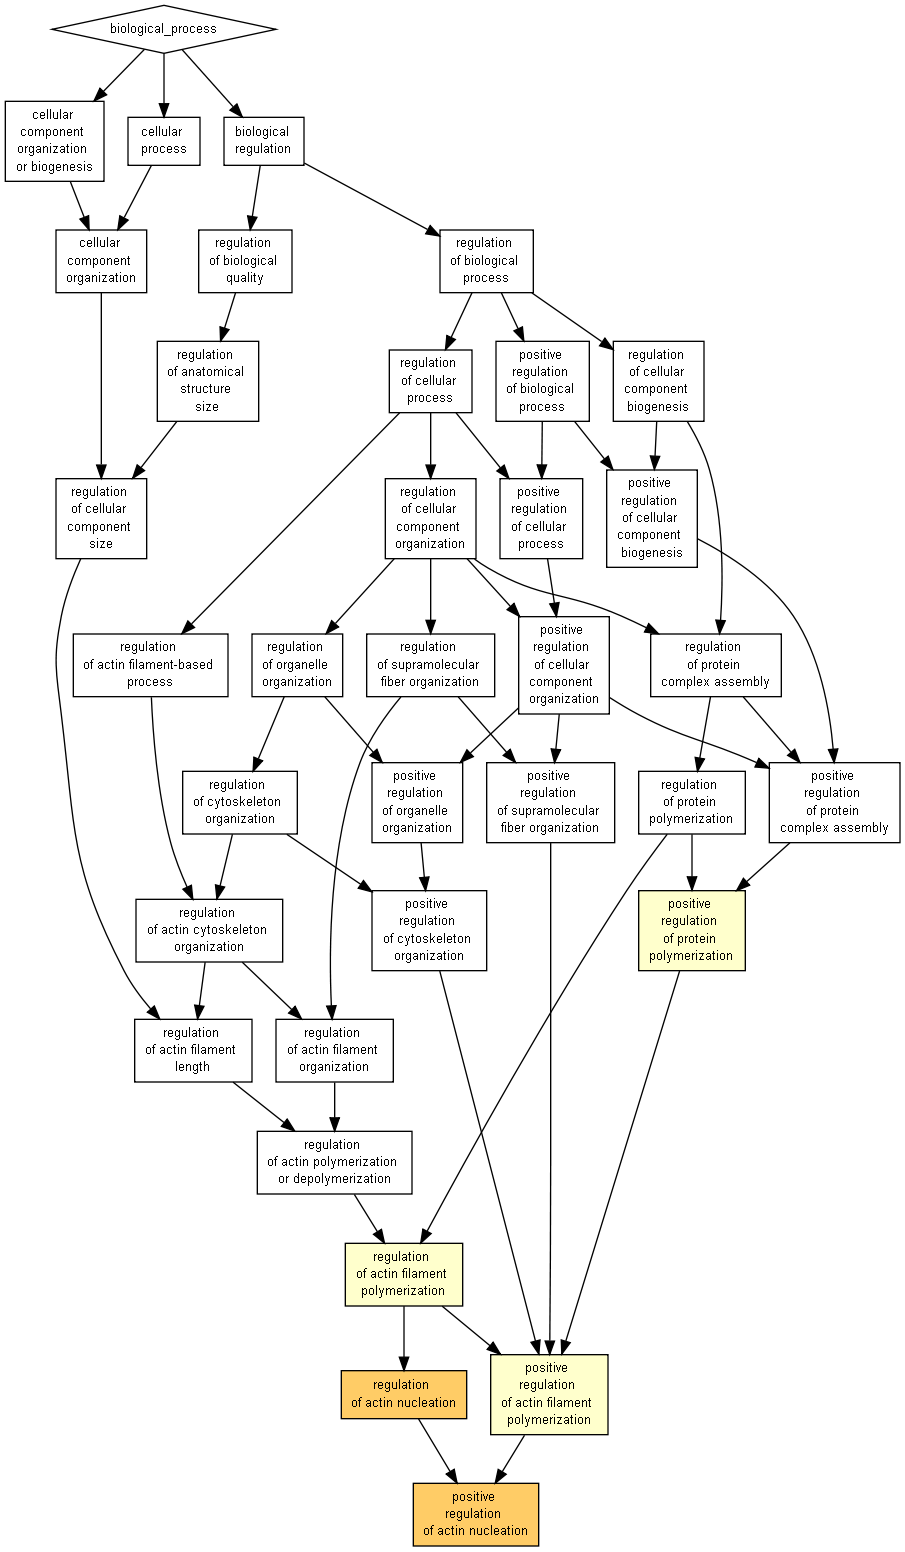 biological_process
cellular
component
organization
or biogenesis
cellular
process
biological
regulation
cellular
component
organization
regulation
of biological
quality
regulation
of biological
process
regulation
of anatomical
structure
size
regulation
of cellular
process
positive
regulation
of biological
process
regulation
of cellular
component
biogenesis
regulation
of cellular
component
size
regulation
of cellular
component
organization
positive
regulation
of cellular
process
positive
regulation
of cellular
component
biogenesis
regulation
of actin filament-based
process
regulation
of organelle
organization
regulation
of supramolecular
fiber organization
positive
regulation
of cellular
component
organization
regulation
of protein
complex assembly
regulation
of cytoskeleton
organization
positive
regulation
of organelle
organization
positive
regulation
of supramolecular
fiber organization
regulation
of protein
polymerization
positive
regulation
of protein
complex assembly
regulation
of actin cytoskeleton
organization
positive
regulation
of cytoskeleton
organization
positive
regulation
of protein
polymerization
regulation
of actin filament
length
regulation
of actin filament
organization
regulation
of actin polymerization
or depolymerization
regulation
of actin filament
polymerization
regulation
of actin nucleation
positive
regulation
of actin filament
polymerization
positive
regulation
of actin nucleation